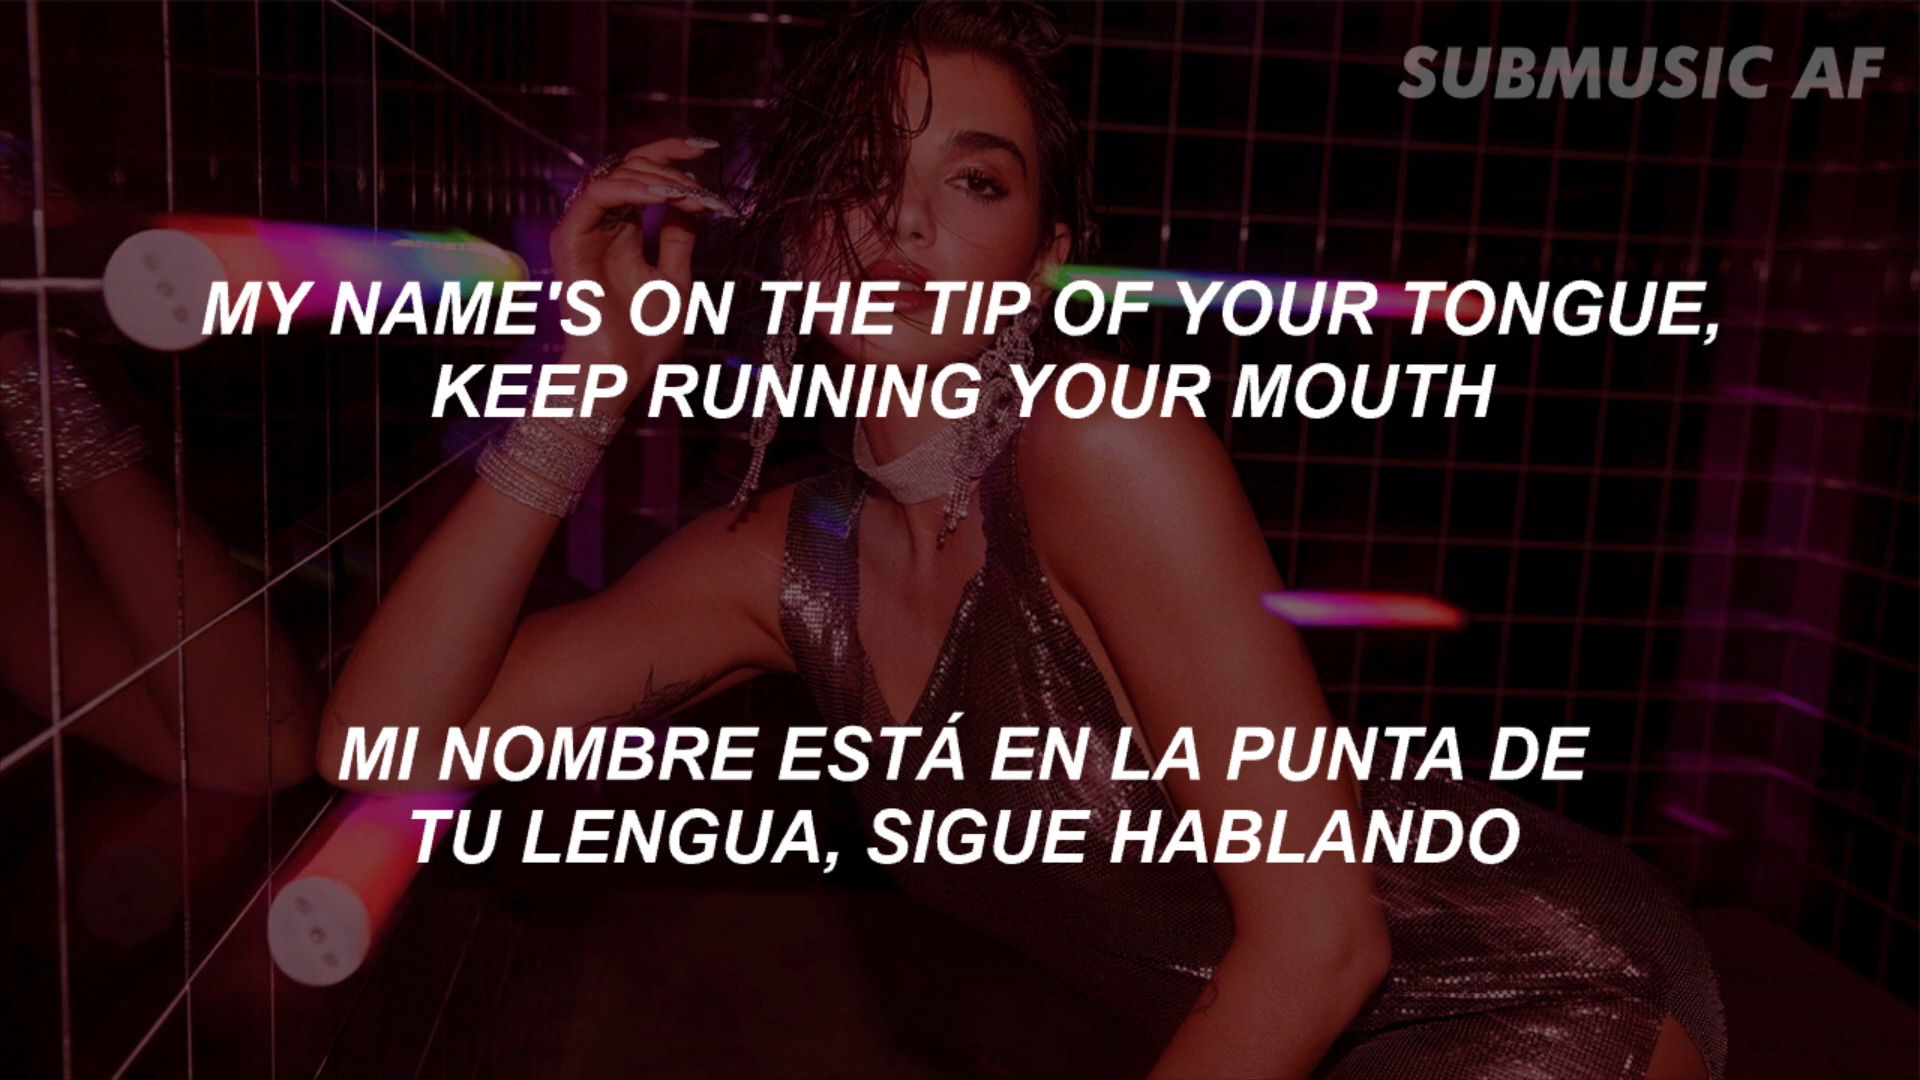 SUBMUSIC AF
MY NAME'S ON THE TIP OF YOUR TONGUE,
KEEP RUNNING YOUR MOUTH
MI NOMBRE ESTÁ EN LA PUNTA DE
TU LENGUA, SIGUE HABLANDO